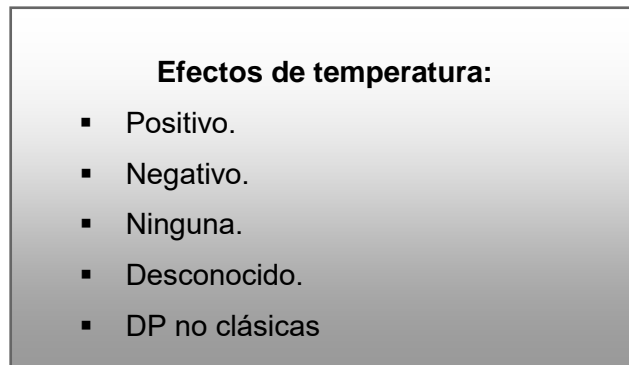 Efectos de temperatura:
▪ Positivo.
▪ Negativo.
▪ Ninguna.
▪ Desconocido.
▪ DP no clásicas